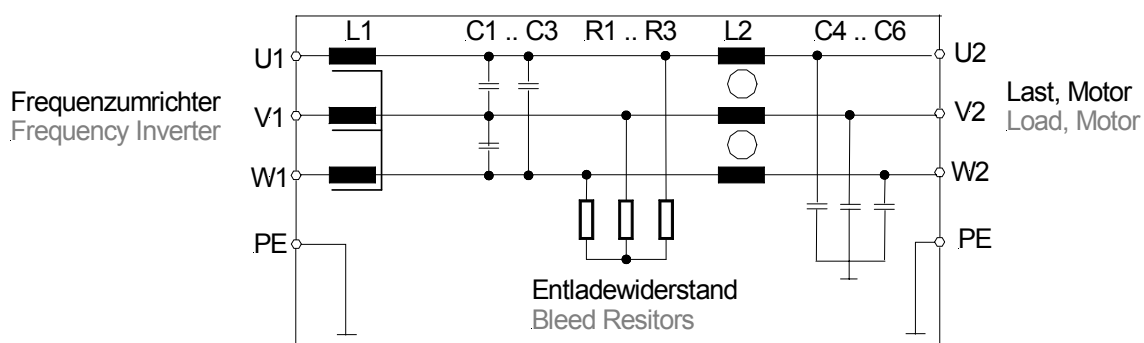 L1 C1 .. C3 R1 .. R3 L2 C4 .. C6
U1 U2
Frequenzumrichter
Frequency Inverter
V1 V2
Last, Motor
Load, Motor
W1 W2
PE PE
Entladewiderstand
Bleed Resitors